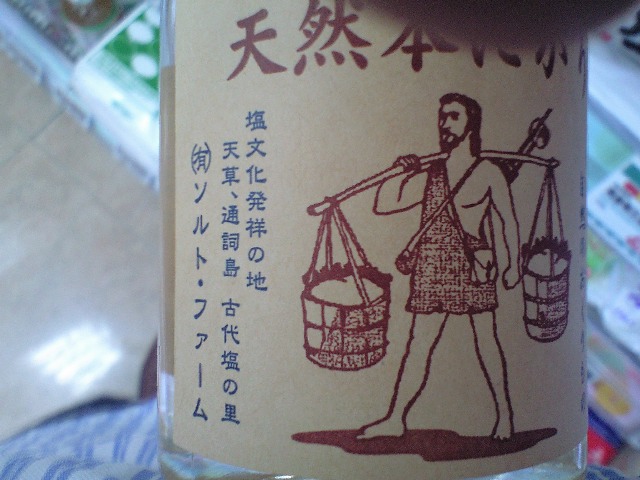 天然本
塩文化発祥の地
天草、通詞島 古代塩の里
㈲ソルト・ファーム